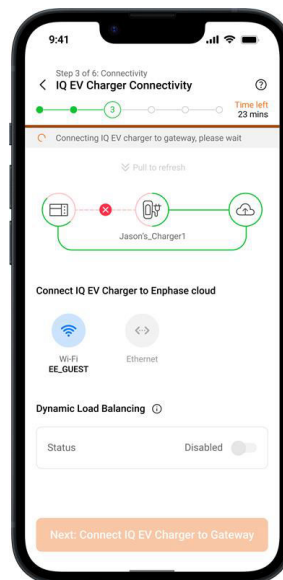 9:41
Step 3 of 6: Connectivity
IQ EV Charger Connectivity
3
Time left
23 mins
Connecting IQ EV charger to gateway, please wait
Pull to refresh
Jason's_Charger1
Connect IQ EV Charger to Enphase cloud
Wi-Fi
EE_GUEST
Ethernet
Dynamic Load Balancing
Status
Disabled
Next: Connect IQ EV Charger to Gateway